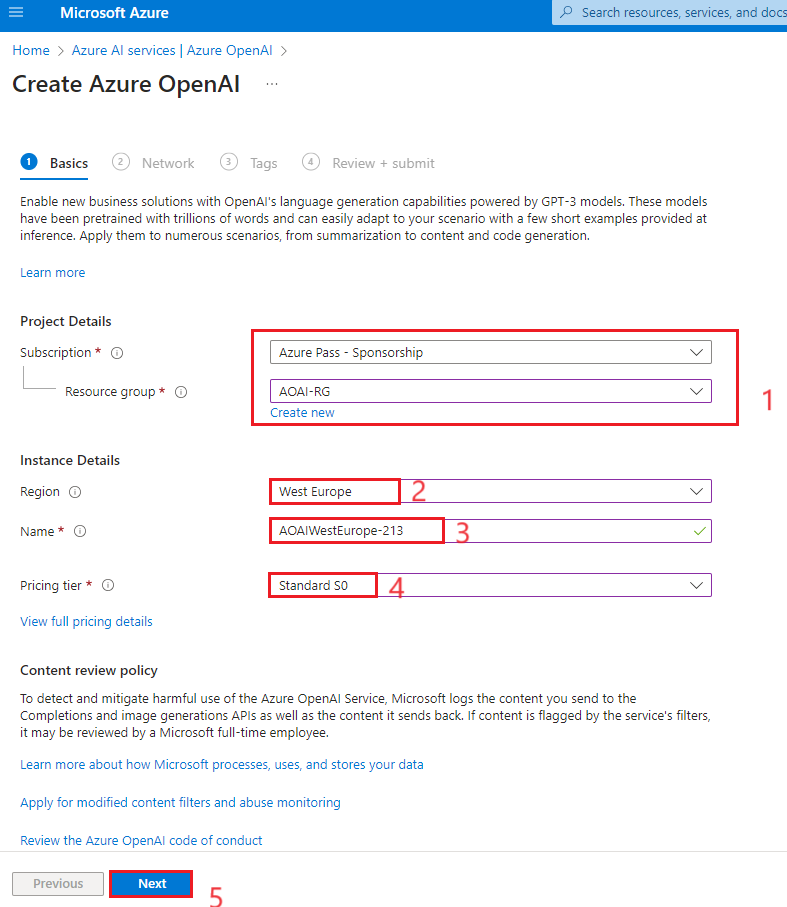 Microsoft Azure
Search resources, services, and docs
Home > Azure AI services | Azure OpenAI >
Create Azure OpenAI ...
1 Basics 2 Network 3 Tags 4 Review + submit
Enable new business solutions with OpenAI's language generation capabilities powered by GPT-3 models. These models
have been pretrained with trillions of words and can easily adapt to your scenario with a few short examples provided at
inference. Apply them to numerous scenarios, from summarization to content and code generation.
Learn more
Project Details
Subscription * Azure Pass - Sponsorship
Resource group * AOAI-RG
Create new
1
Instance Details
Region West Europe 2
Name * AOAIWestEurope-213 3
Pricing tier * Standard S0 4
View full pricing details
Content review policy
To detect and mitigate harmful use of the Azure OpenAI Service, Microsoft logs the content you send to the
Completions and image generations APIs as well as the content it sends back. If content is flagged by the service's filters,
it may be reviewed by a Microsoft full-time employee.
Learn more about how Microsoft processes, uses, and stores your data
Apply for modified content filters and abuse monitoring
Review the Azure OpenAI code of conduct
Previous Next 5